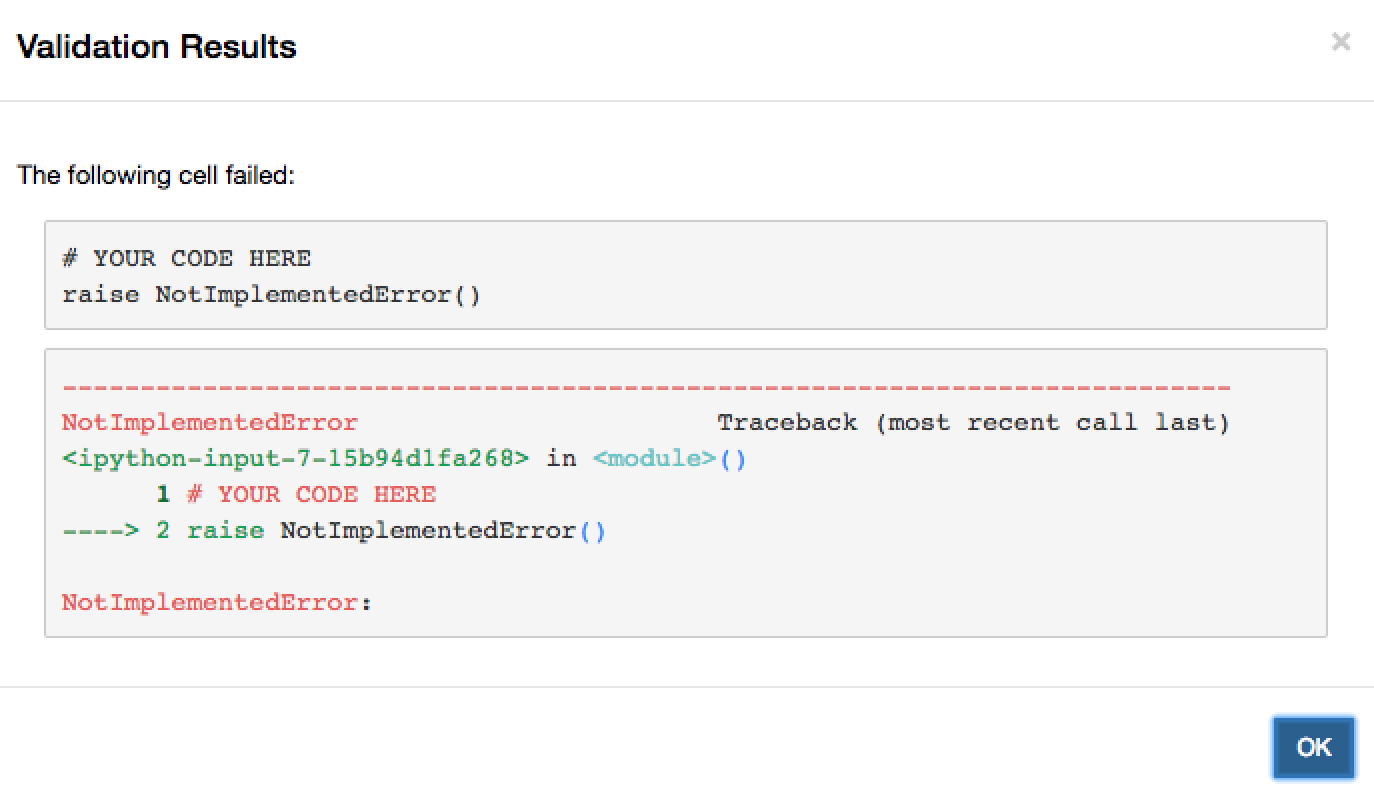 Validation Results ×
The following cell failed:
# YOUR CODE HERE
raise NotImplementedError()
---------------------------------------------------------------------------
NotImplementedError                       Traceback (most recent call last)
<ipython-input-7-15b94d1fa268> in <module>()
      1 # YOUR CODE HERE
----> 2 raise NotImplementedError()
NotImplementedError:
OK